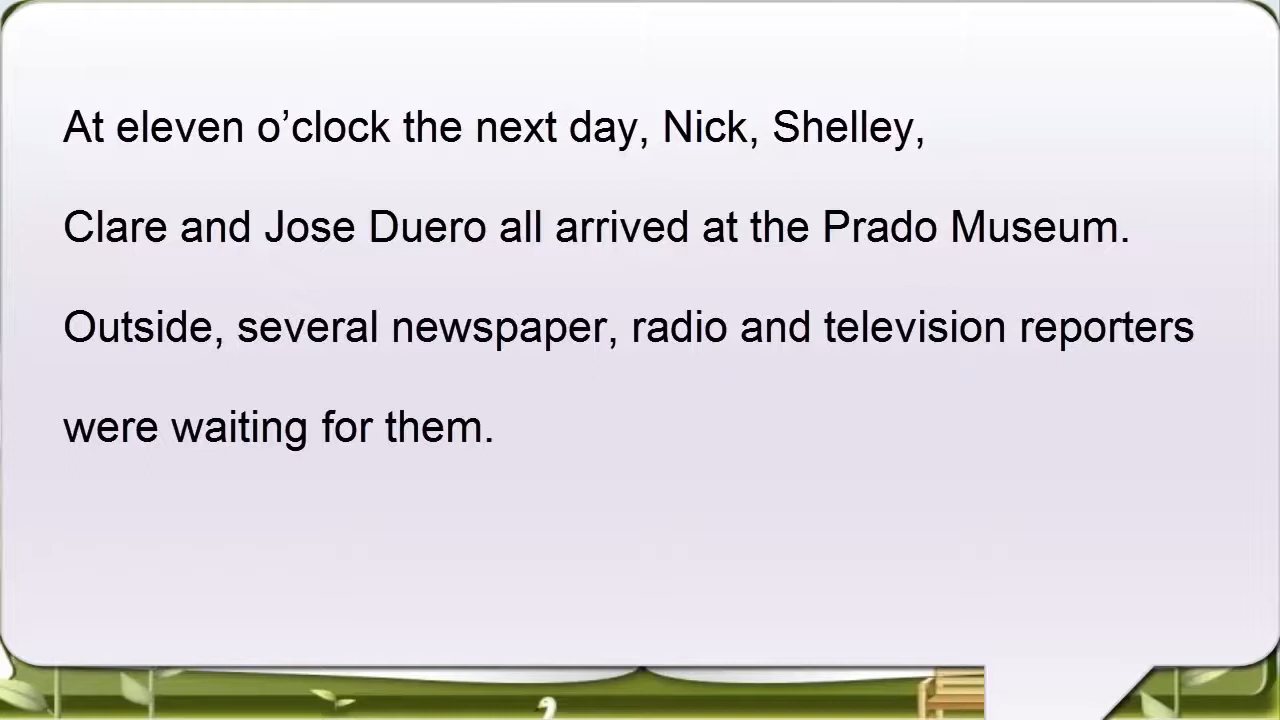 At eleven o’clock the next day, Nick, Shelley,
Clare and Jose Duero all arrived at the Prado Museum.
Outside, several newspaper, radio and television reporters
were waiting for them.